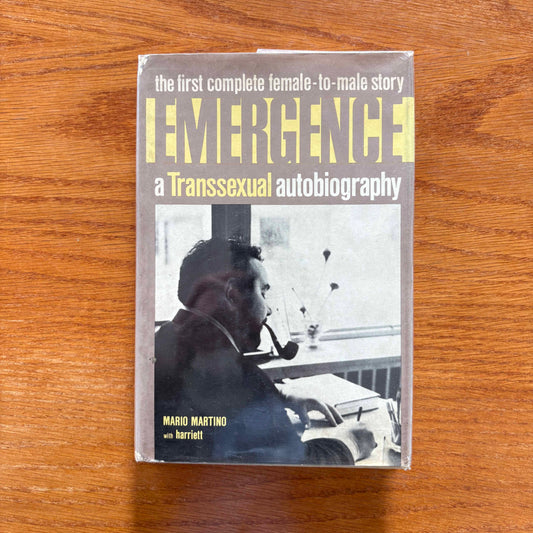 the first complete female-to-male story
EMERGENCE
a Transsexual autobiography
MARIO MARTINO
with harriett